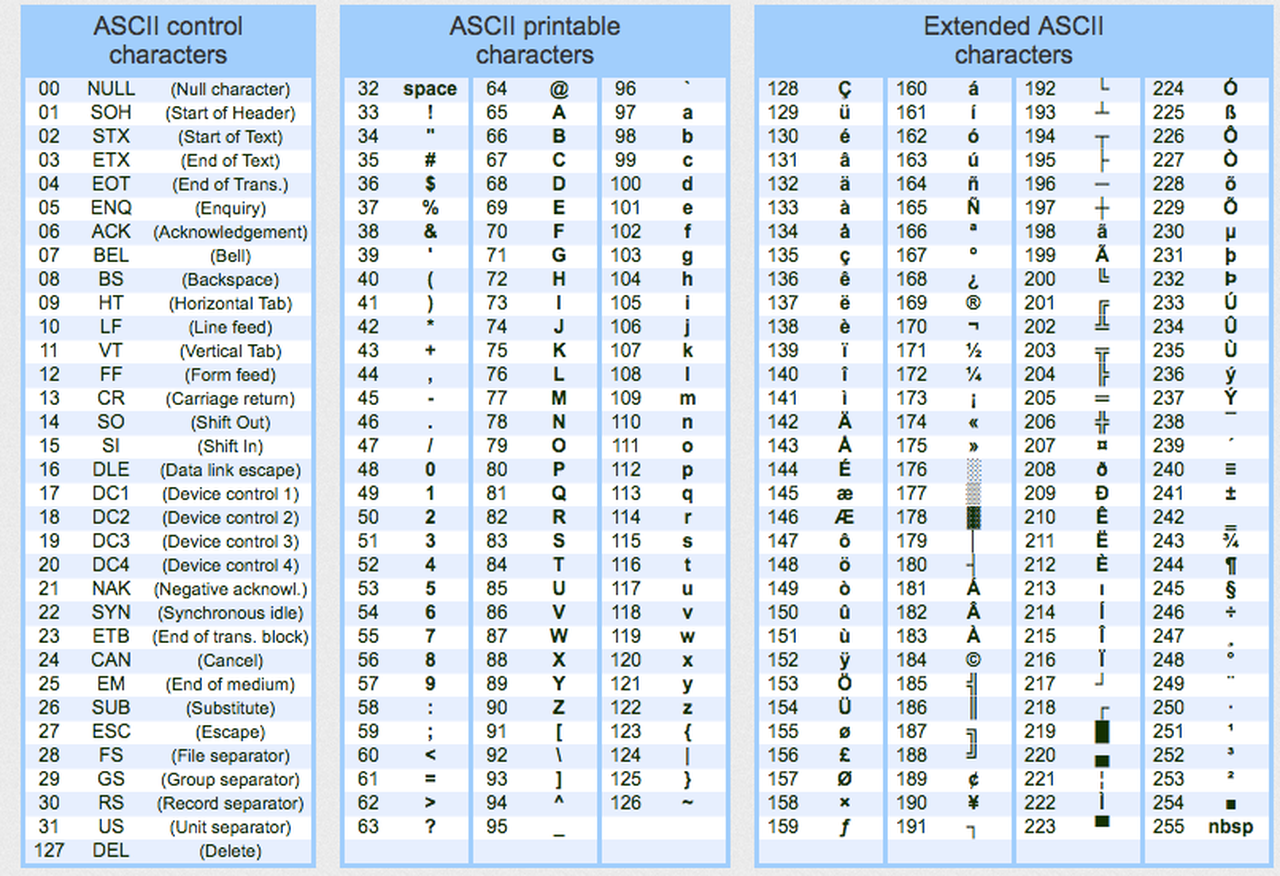 ASCII control characters
ASCII printable characters
Extended ASCII characters
00 NULL (Null character) 32 space 64 @ 96 ` 128 Ç 160 á 192 └ 224 Ó
01 SOH (Start of Header) 33 ! 65 A 97 a 129 ü 161 í 193 ┴ 225 ß
02 STX (Start of Text) 34 " 66 B 98 b 130 é 162 ó 194 ┬ 226 Ô
03 ETX (End of Text) 35 # 67 C 99 c 131 â 163 ú 195 ├ 227 Ò
04 EOT (End of Trans.) 36 $ 68 D 100 d 132 ä 164 ñ 196 ─ 228 õ
05 ENQ (Enquiry) 37 % 69 E 101 e 133 à 165 Ñ 197 ┼ 229 Õ
06 ACK (Acknowledgement) 38 & 70 F 102 f 134 å 166 ª 198 ã 230 µ
07 BEL (Bell) 39 ' 71 G 103 g 135 ç 167 º 199 Ã 231 þ
08 BS (Backspace) 40 ( 72 H 104 h 136 ê 168 ¿ 200 ╚ 232 Þ
09 HT (Horizontal Tab) 41 ) 73 I 105 i 137 ë 169 ® 201 ╔ 233 Ú
10 LF (Line feed) 42 * 74 J 106 j 138 è 170 ¬ 202 ╩ 234 Û
11 VT (Vertical Tab) 43 + 75 K 107 k 139 ï 171 ½ 203 ╦ 235 Ù
12 FF (Form feed) 44 , 76 L 108 l 140 î 172 ¼ 204 ╠ 236 ý
13 CR (Carriage return) 45 - 77 M 109 m 141 ì 173 ¡ 205 ═ 237 Ý
14 SO (Shift Out) 46 . 78 N 110 n 142 Ä 174 « 206 ╬ 238 ¯
15 SI (Shift In) 47 / 79 O 111 o 143 Å 175 » 207 ¤ 239 ´
16 DLE (Data link escape) 48 0 80 P 112 p 144 É 176 ░ 208 ð 240 ≡
17 DC1 (Device control 1) 49 1 81 Q 113 q 145 æ 177 ▒ 209 Ð 241 ±
18 DC2 (Device control 2) 50 2 82 R 114 r 146 Æ 178 ▓ 210 Ê 242 ‗
19 DC3 (Device control 3) 51 3 83 S 115 s 147 ô 179 │ 211 Ë 243 ¾
20 DC4 (Device control 4) 52 4 84 T 116 t 148 ö 180 ┤ 212 È 244 ¶
21 NAK (Negative acknowl.) 53 5 85 U 117 u 149 ò 181 Á 213 ı 245 §
22 SYN (Synchronous idle) 54 6 86 V 118 v 150 û 182 Â 214 Í 246 ÷
23 ETB (End of trans. block) 55 7 87 W 119 w 151 ù 183 À 215 Î 247 ¸
24 CAN (Cancel) 56 8 88 X 120 x 152 ÿ 184 © 216 Ï 248 °
25 EM (End of medium) 57 9 89 Y 121 y 153 Ö 185 ╣ 217 ┘ 249 ¨
26 SUB (Substitute) 58 : 90 Z 122 z 154 Ü 186 ║ 218 ┌ 250 ·
27 ESC (Escape) 59 ; 91 [ 123 { 155 ø 187 ╗ 219 █ 251 ¹
28 FS (File separator) 60 < 92 \ 124 | 156 £ 188 ╝ 220 ▄ 252 ³
29 GS (Group separator) 61 = 93 ] 125 } 157 Ø 189 ¢ 221 ¦ 253 ²
30 RS (Record separator) 62 > 94 ^ 126 ~ 158 × 190 ¥ 222 Ì 254 ■
31 US (Unit separator) 63 ? 95 _ 159 ƒ 191 ┐ 223 ▀ 255 nbsp
127 DEL (Delete)